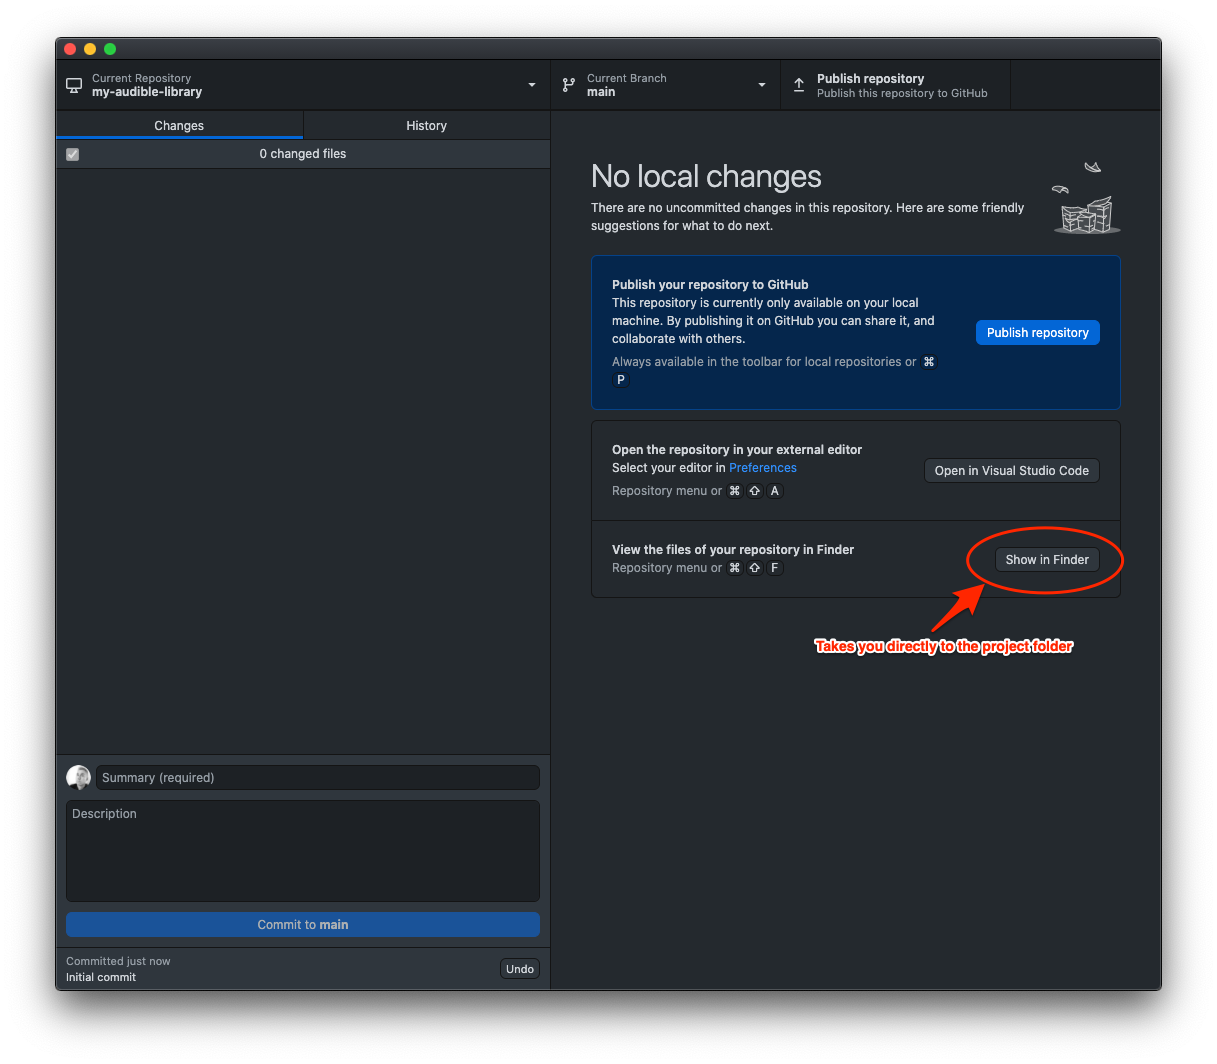 Current Repository
my-audible-library
Current Branch
main
Publish repository
Publish this repository to GitHub
Changes
History
0 changed files
No local changes
There are no uncommitted changes in this repository. Here are some friendly
suggestions for what to do next.
Publish your repository to GitHub
This repository is currently only available on your local
machine. By publishing it on GitHub you can share it, and
collaborate with others.
Always available in the toolbar for local repositories or ⌘
P
Publish repository
Open the repository in your external editor
Select your editor in Preferences
Repository menu or ⌘ ⇧ A
Open in Visual Studio Code
View the files of your repository in Finder
Repository menu or ⌘ ⇧ F
Show in Finder
Takes you directly to the project folder
Summary (required)
Description
Commit to main
Committed just now
Initial commit
Undo